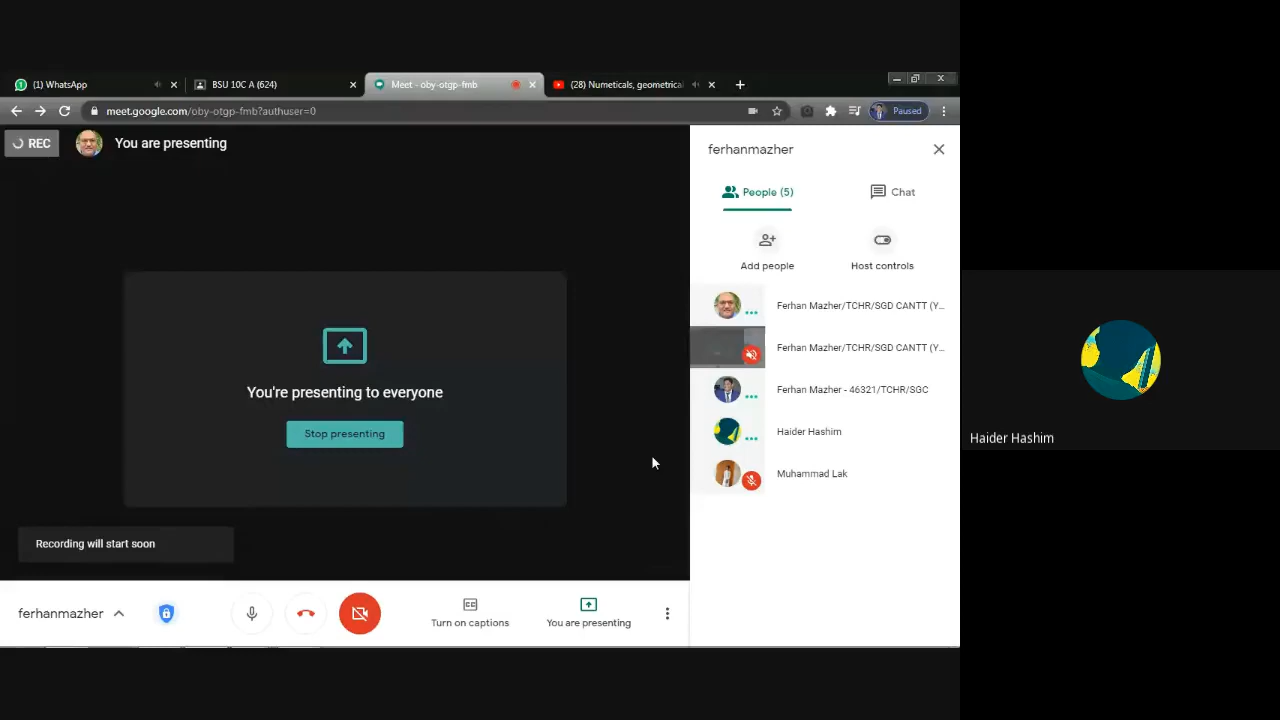 (1) WhatsApp
BSU 10C A (624)
Meet - oby-otgp-fmb
(28) Numeticals, geometrical
meet.google.com/oby-otgp-fmb?authuser=0
Paused
REC
You are presenting
ferhanmazher
People (5)
Chat
Add people
Host controls
Ferhan Mazher/TCHR/SGD CANTT (Y...
Ferhan Mazher/TCHR/SGD CANTT (Y...
Ferhan Mazher - 46321/TCHR/SGC
Haider Hashim
Muhammad Lak
You're presenting to everyone
Stop presenting
Recording will start soon
ferhanmazher
Turn on captions
You are presenting
Haider Hashim